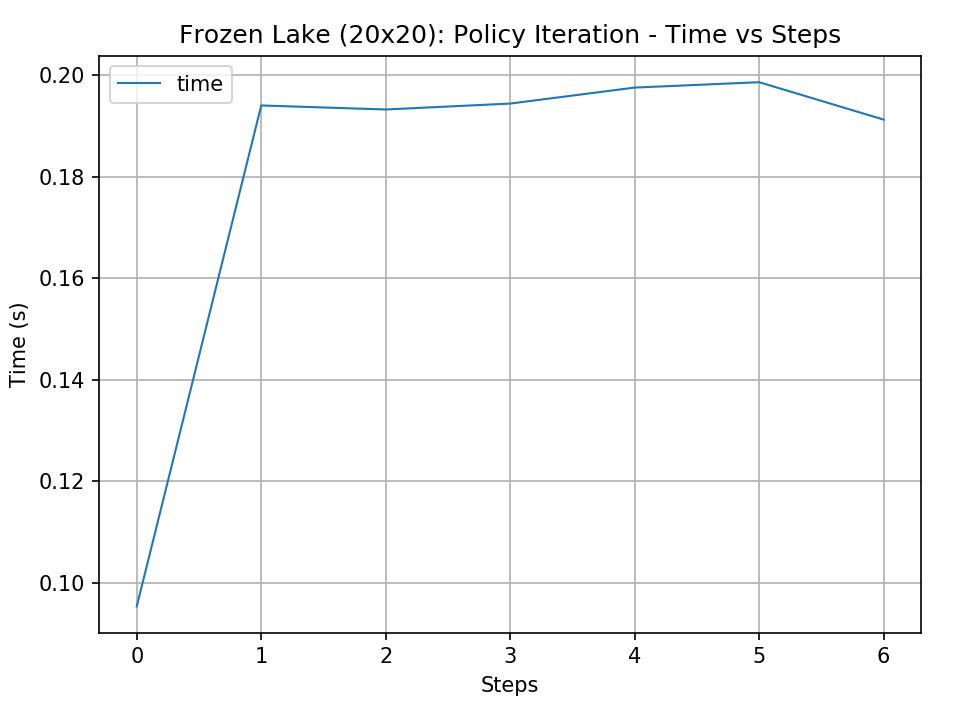 Frozen Lake (20x20): Policy Iteration - Time vs Steps
time
0.20
0.18
0.16
0.14
0.12
0.10
Time (s)
0 1 2 3 4 5 6
Steps